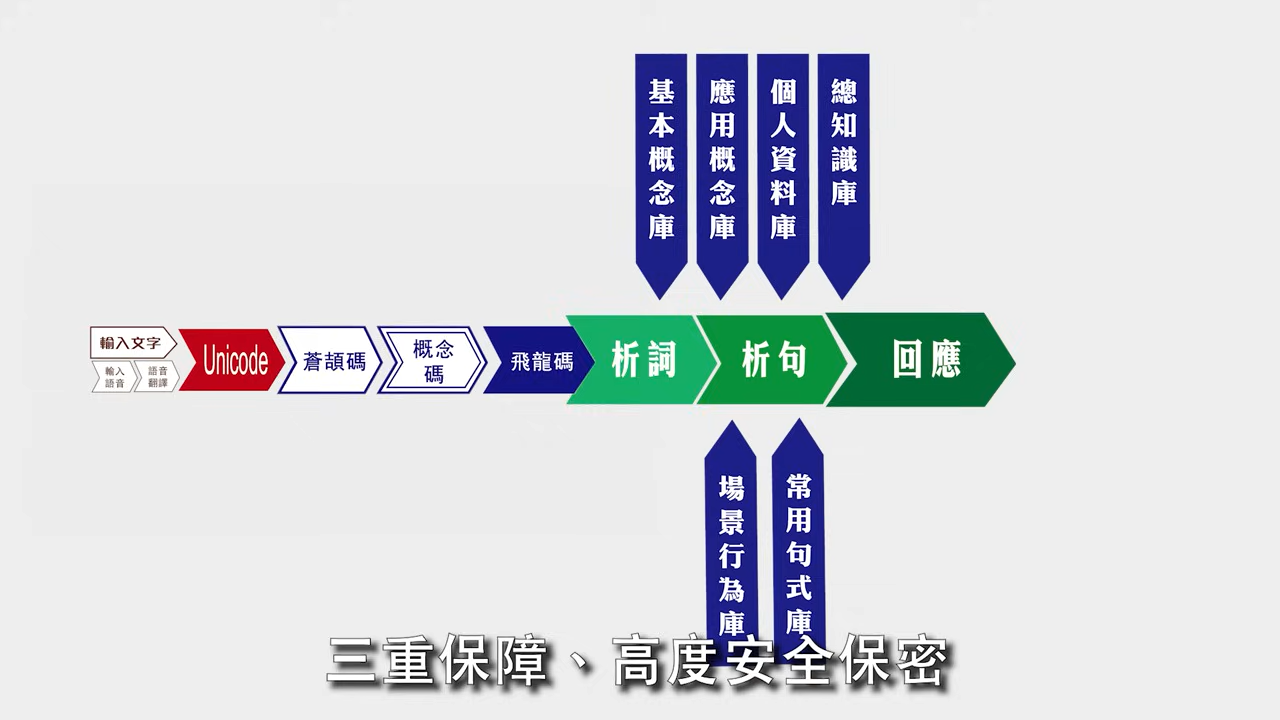 基本概念庫
應用概念庫
個人資料庫
總知識庫
輸入文字
輸入語音
語音翻譯
Unicode
蒼頡碼
概念碼
飛龍碼
析詞
析句
回應
場景行為庫
常用句式庫
三重保障、高度安全保密